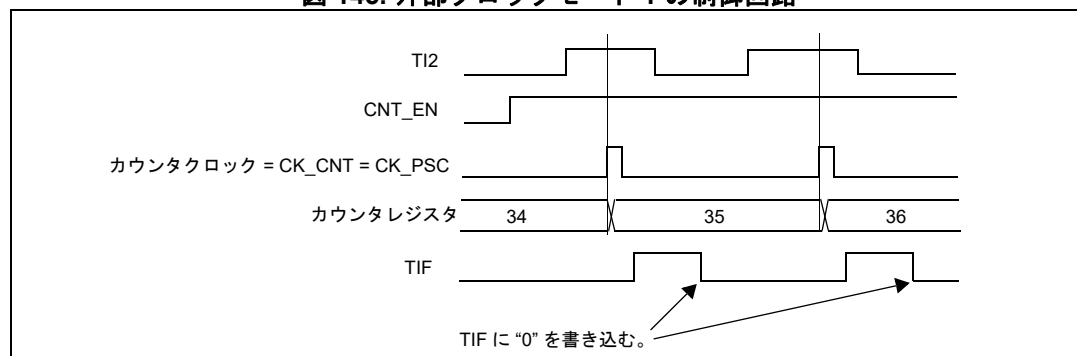 TI2
CNT_EN
カウンタクロック = CK_CNT = CK_PSC
カウンタレジスタ 34 35 36
TIF
TIF に “0” を書き込む。